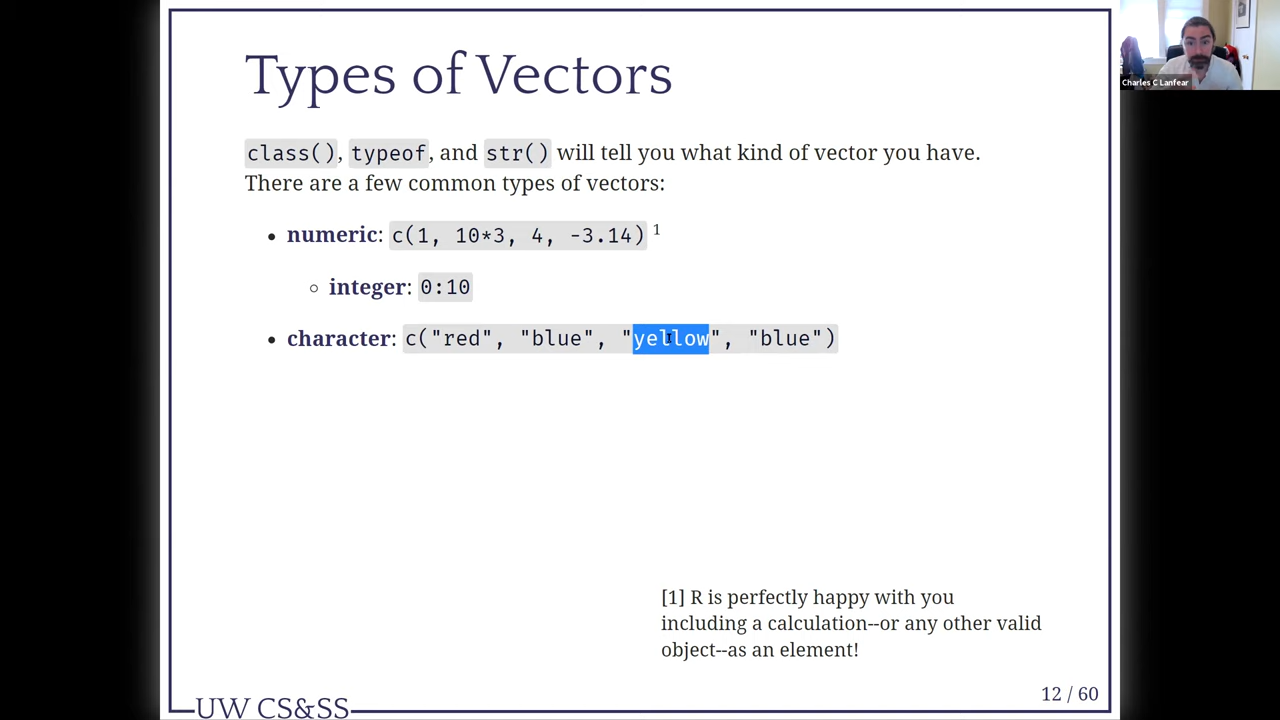 Types of Vectors
class(), typeof, and str() will tell you what kind of vector you have.
There are a few common types of vectors:
• numeric: c(1, 10*3, 4, -3.14) 1
◦ integer: 0:10
• character: c("red", "blue", "yellow", "blue")
[1] R is perfectly happy with you
including a calculation--or any other valid
object--as an element!
12 / 60
UW CS&SS
Charles C Lanfear